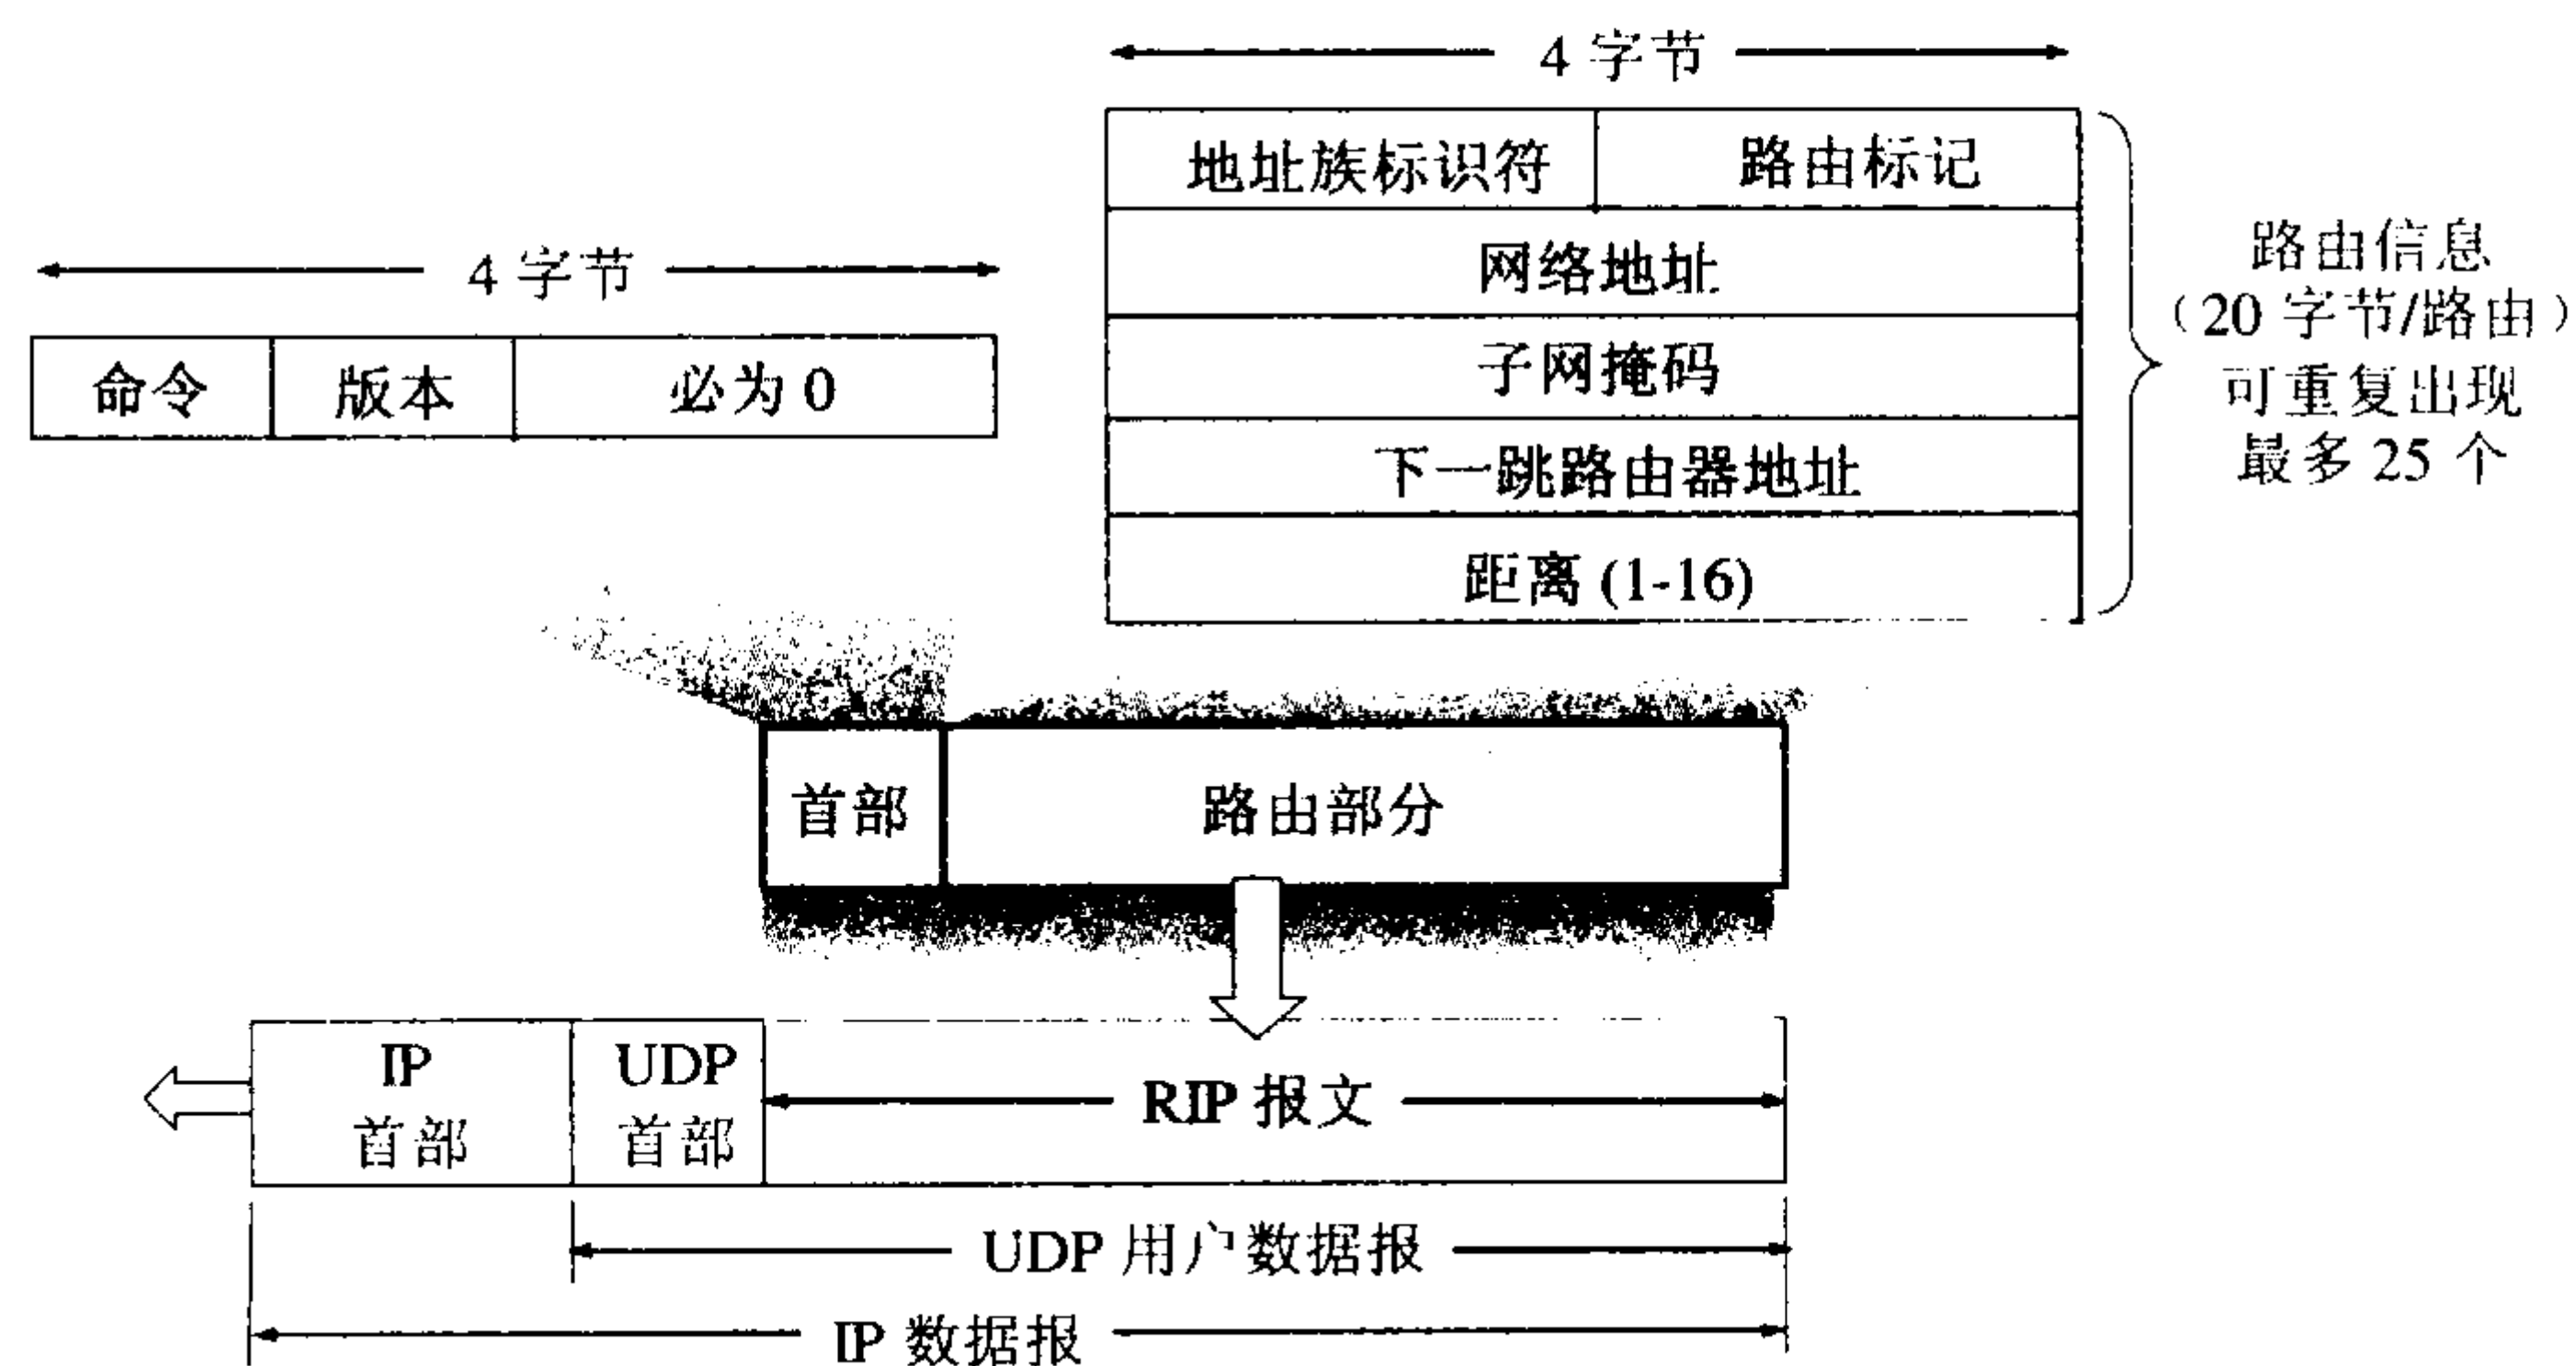 4 字节
地址族标识符 路由标记
网络地址
子网掩码
下一跳路由器地址
距离 (1-16)
路由信息
(20 字节/路由)
可重复出现
最多 25 个
4 字节
命令 版本 必为 0
首部 路由部分
IP 首部
UDP 首部
RIP 报文
UDP 用户数据报
IP 数据报